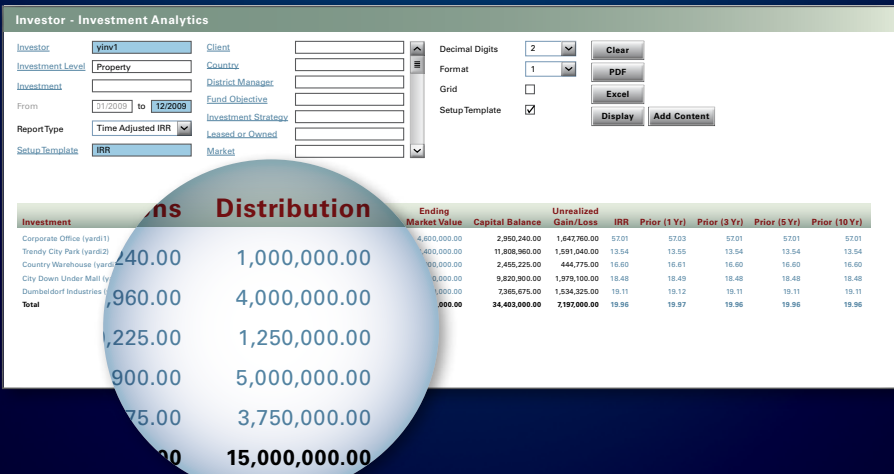 Investor - Investment Analytics
Investor yinv1 Client Decimal Digits 2 Clear
Investment Level Property Country Format 1 PDF
Investment District Manager Grid Excel
From 01/2009 to 12/2009 Fund Objective Setup Template Display Add Content
Report Type Time Adjusted IRR Investment Strategy
Leased or Owned
Setup Template IRR Market
Distribution
Ending Unrealized
Investment Market Value Capital Balance Gain/Loss IRR Prior (1 Yr) Prior (3 Yr) Prior (5 Yr) Prior (10 Yr)
Corporate Office (yardi1) 4,600,000.00 2,950,240.00 1,647,760.00 57.01 57.03 57.01 57.01 57.01
Trendy City Park (yardi2) 11,808,960.00 1,591,040.00 13.54 13.55 13.54 13.54 13.54
Country Warehouse 2,455,225.00 444,775.00 16.60 16.61 16.60 16.60 16.60
City Down Under Mall 9,820,900.00 1,979,100.00 18.48 18.49 18.48 18.48 18.48
Dumbeldorf Industries 7,365,675.00 1,534,325.00 19.11 19.12 19.11 19.11 19.11
Total 34,403,000.00 7,197,000.00 19.96 19.97 19.96 19.96 19.96
240.00 1,000,000.00
,960.00 4,000,000.00
,225.00 1,250,000.00
900.00 5,000,000.00
75.00 3,750,000.00
15,000,000.00